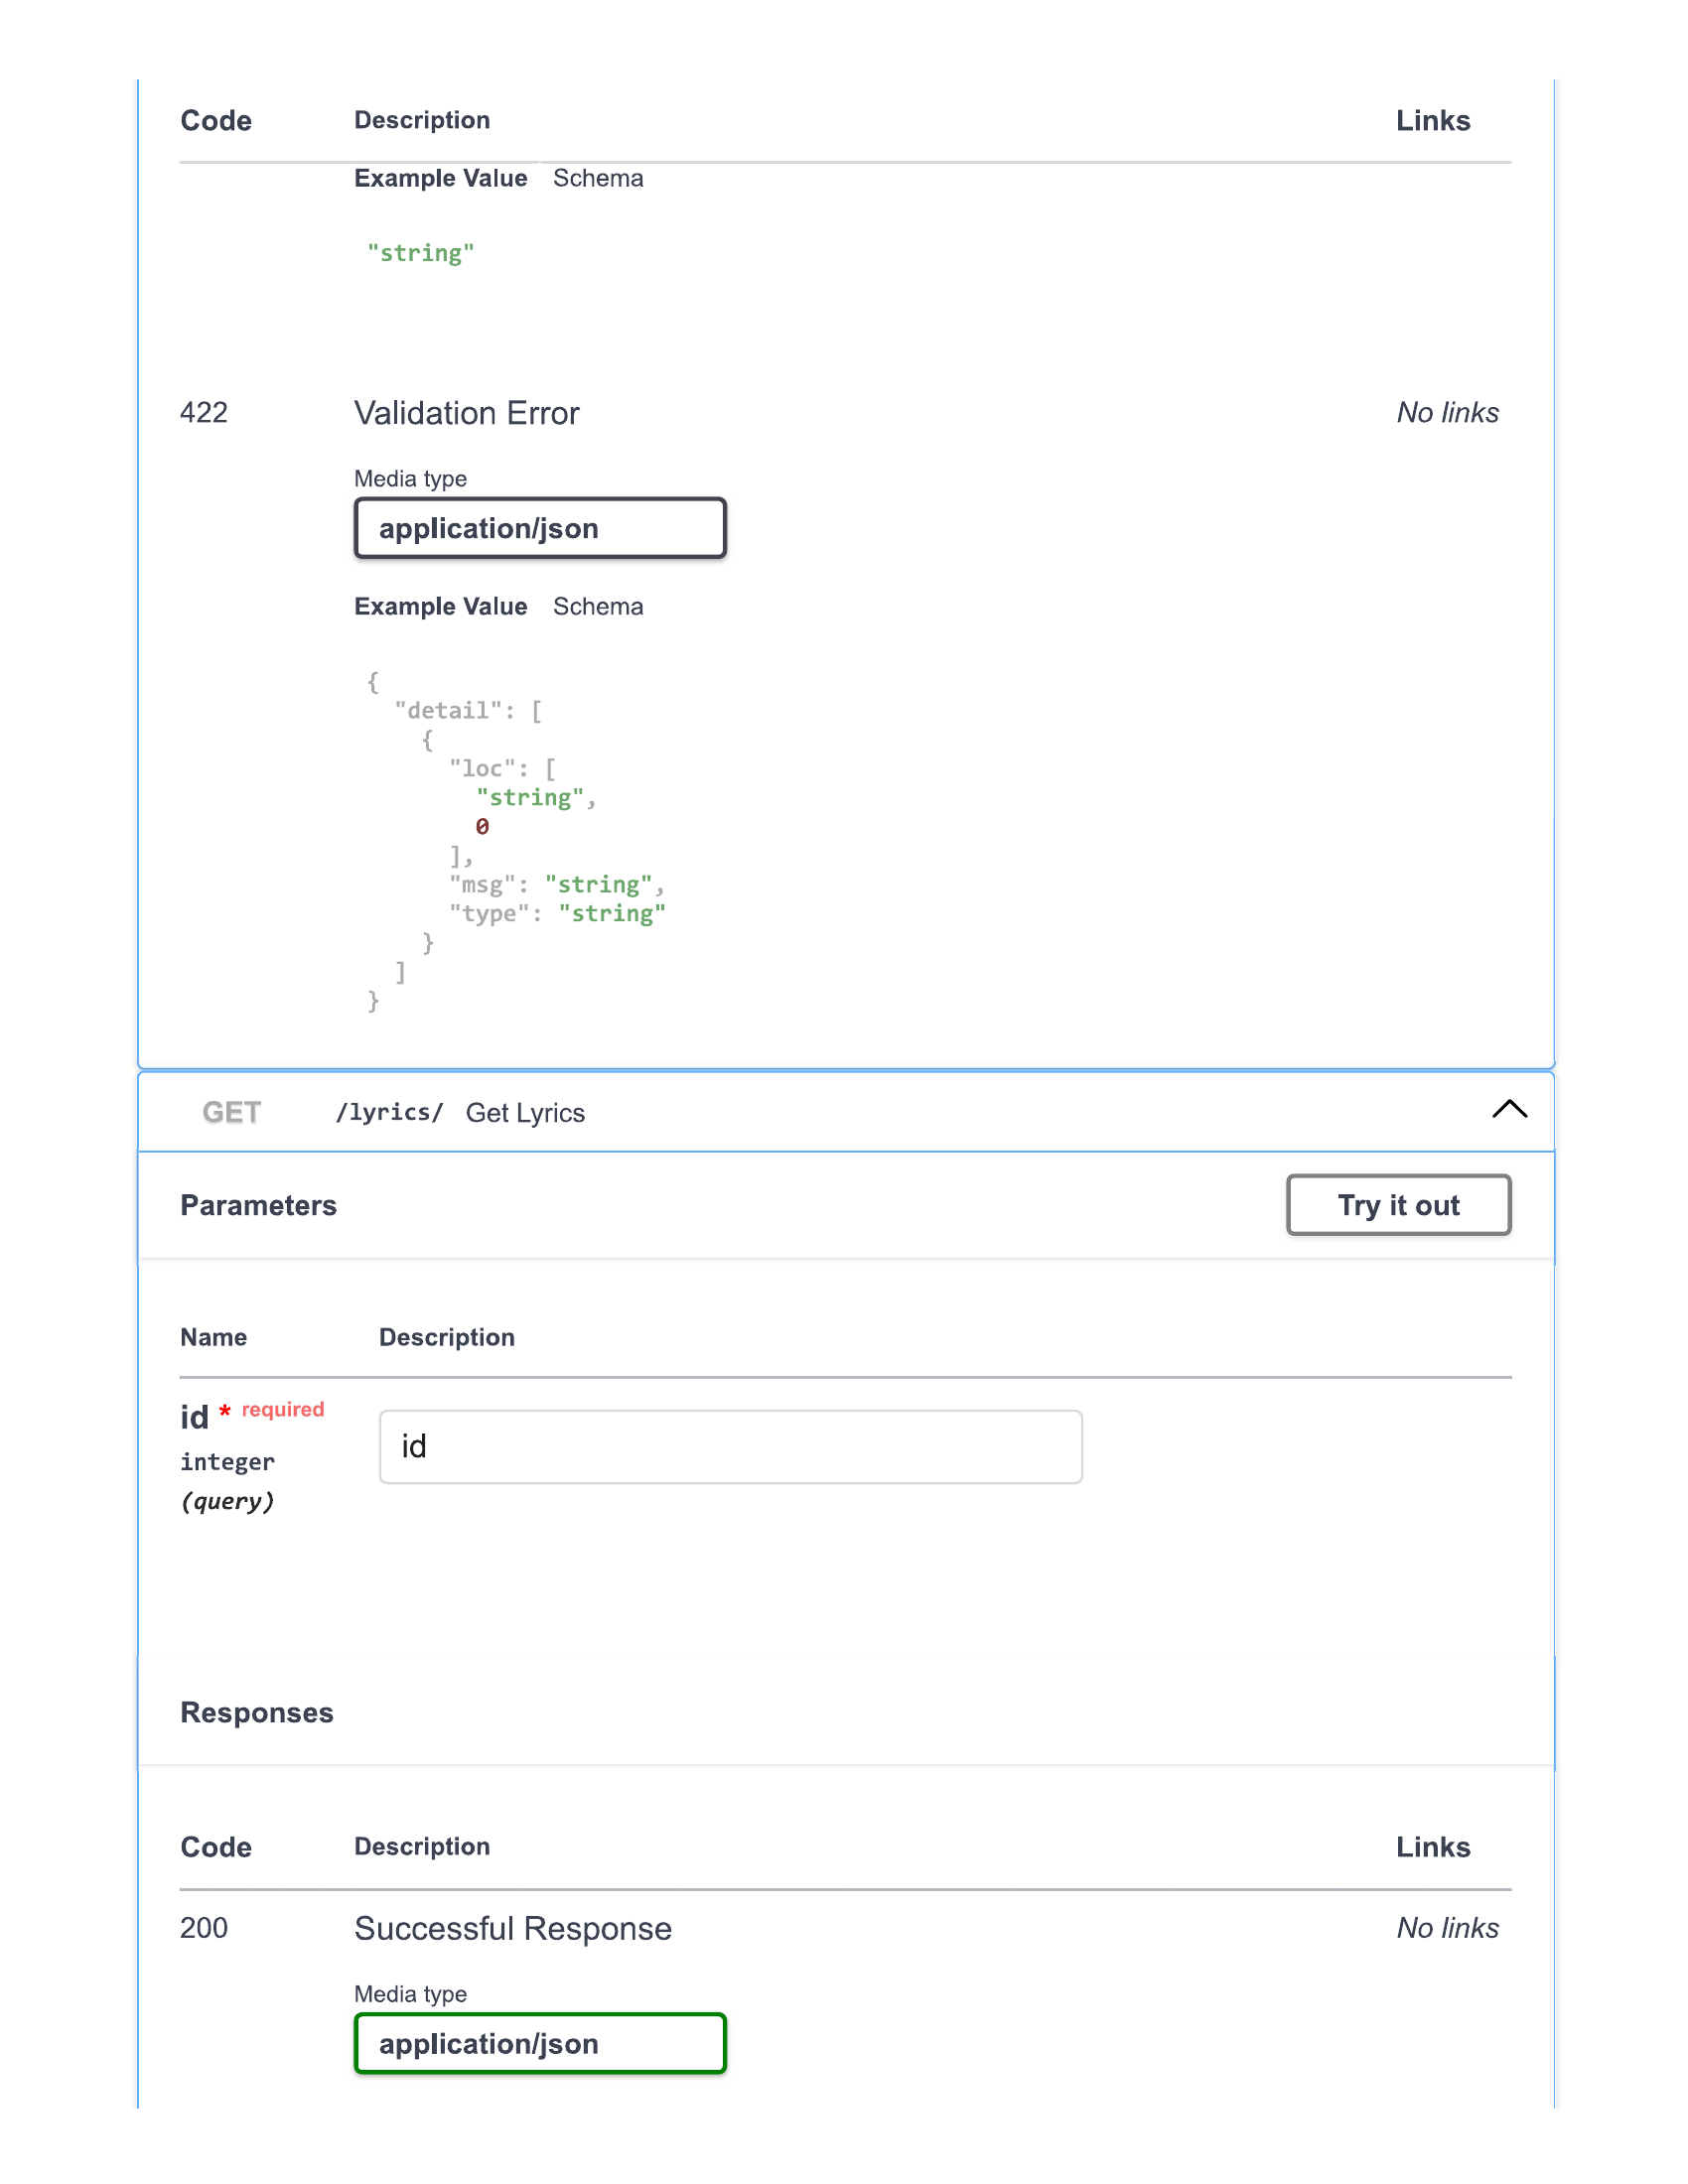 Code Description Links
Example Value Schema
"string"
422 Validation Error No links
Media type
application/json
Example Value Schema
{
"detail": [
{
"loc": [
"string",
0
],
"msg": "string",
"type": "string"
}
]
}
GET /lyrics/ Get Lyrics
Parameters Try it out
Name Description
id * required
id
integer
(query)
Responses
Code Description Links
200 Successful Response No links
Media type
application/json